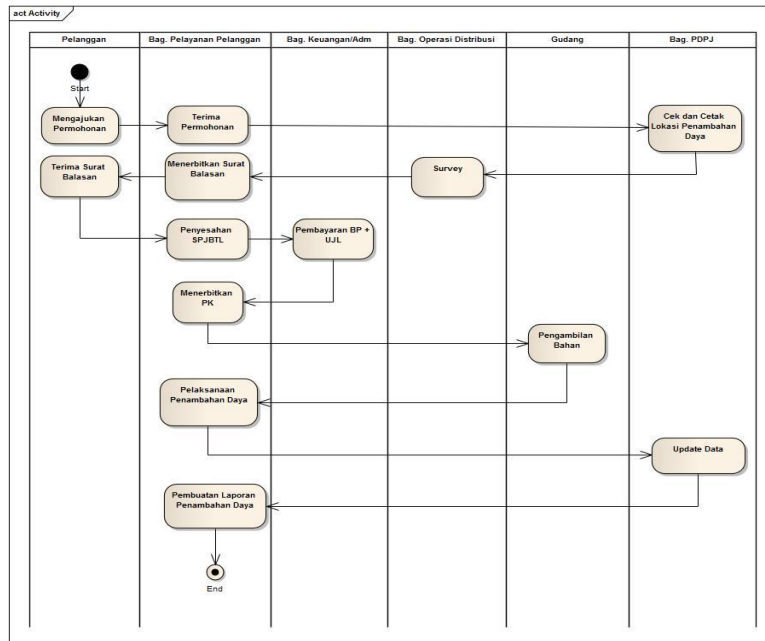 act Activity
Pelanggan
Bag. Pelayanan Pelanggan
Bag. Keuangan/Adm
Bag. Operasi Distribusi
Gudang
Bag. PDPJ
Start
Mengajukan
Permohonan
Terima
Permohonan
Cek dan Cetak
Lokasi Penambahan
Daya
Terima Surat
Balasan
Menerbitkan Surat
Balasan
Survey
Penyesahan
SPJBTL
Pembayaran BP +
UJL
Menerbitkan
PK
Pengambilan
Bahan
Pelaksanaan
Penambahan Daya
Update Data
Pembuatan Laporan
Penambahan Daya
End